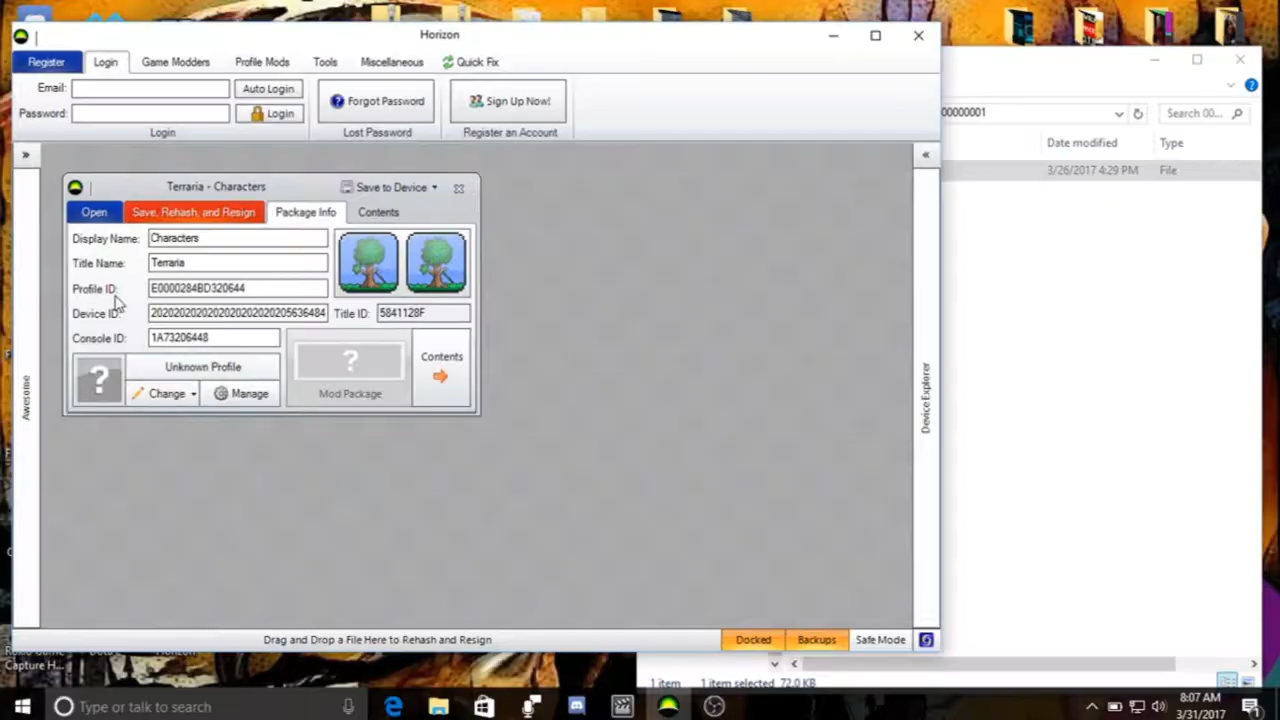 Horizon
Register Login Game Modders Profile Mods Tools Miscellaneous Quick Fix
Email: Auto Login
Password: Login
Forgot Password
Sign Up Now!
Login Lost Password Register an Account
Terraria - Characters Save to Device
Open Save, Rehash, and Resign Package Info Contents
Display Name: Characters
Title Name: Terraria
Profile ID: E0000284BD320644
Device ID: 2020202020202020202020205636484 Title ID: 5841128F
Console ID: 1A73206448
Unknown Profile
Change Manage
? Mod Package
Contents
Awesome
Device Explorer
Drag and Drop a File Here to Rehash and Resign Docked Backups Safe Mode
00000001 Search 00...
Date modified Type
3/26/2017 4:29 PM File
1 item 1 item selected 72.0 KB
Capture H...
Type or talk to search
8:07 AM
3/31/2017